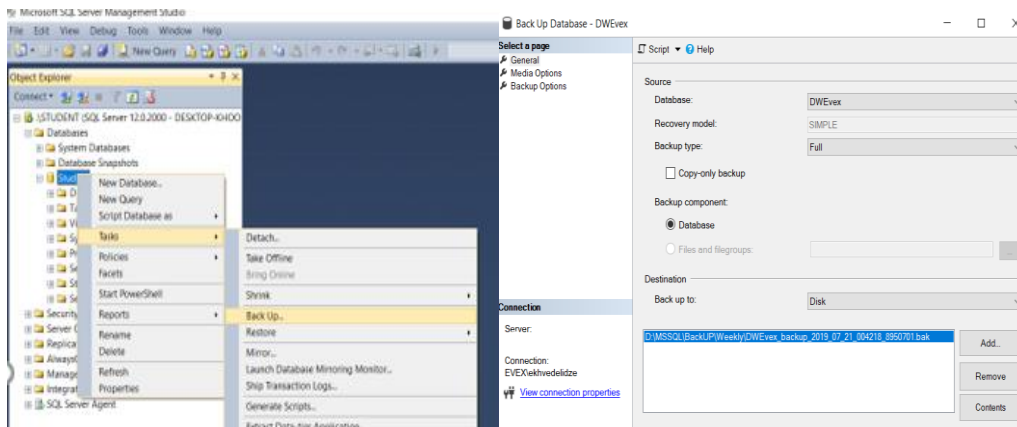 Microsoft SQL Server Management Studio
File Edit View Debug Tools Window Help
New Query
Object Explorer
Connect
.\STUDENT (SQL Server 12.0.2000 - DESKTOP-KHOO
Databases
System Databases
Database Snapshots
Stud
New Database...
New Query
Script Database as
Tasks
Policies
Facets
Start PowerShell
Reports
Rename
Delete
Refresh
Properties
Security
Server O
Replica
AlwaysO
Manage
Integrat
SQL Server Agent
Detach...
Take Offline
Bring Online
Shrink
Back Up...
Restore
Mirror...
Launch Database Mirroring Monitor...
Ship Transaction Logs...
Generate Scripts...
Extract Data-tier Application...
Back Up Database - DWEvex
Select a page
General
Media Options
Backup Options
Script Help
Source
Database: DWEvex
Recovery model: SIMPLE
Backup type: Full
Copy-only backup
Backup component:
Database
Files and filegroups:
...
Destination
Back up to: Disk
D:\MSSQL\BackUP\Weekly\DWEvex_backup_2019_07_21_004218_8950701.bak
Add...
Remove
Contents
Connection
Server:
Connection:
EVEX\ekhvedelidze
View connection properties